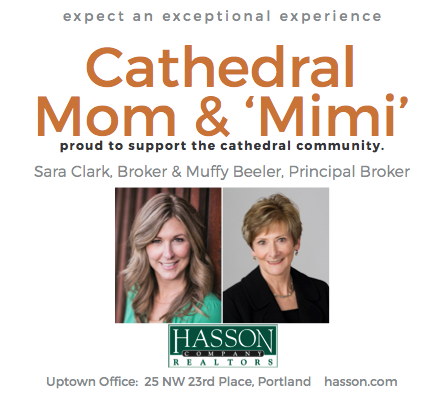 expect an exceptional experience
Cathedral
Mom & ‘Mimi’
proud to support the cathedral community.
Sara Clark, Broker & Muffy Beeler, Principal Broker
HASSON
COMPANY
REALTORS
Uptown Office: 25 NW 23rd Place, Portland hasson.com